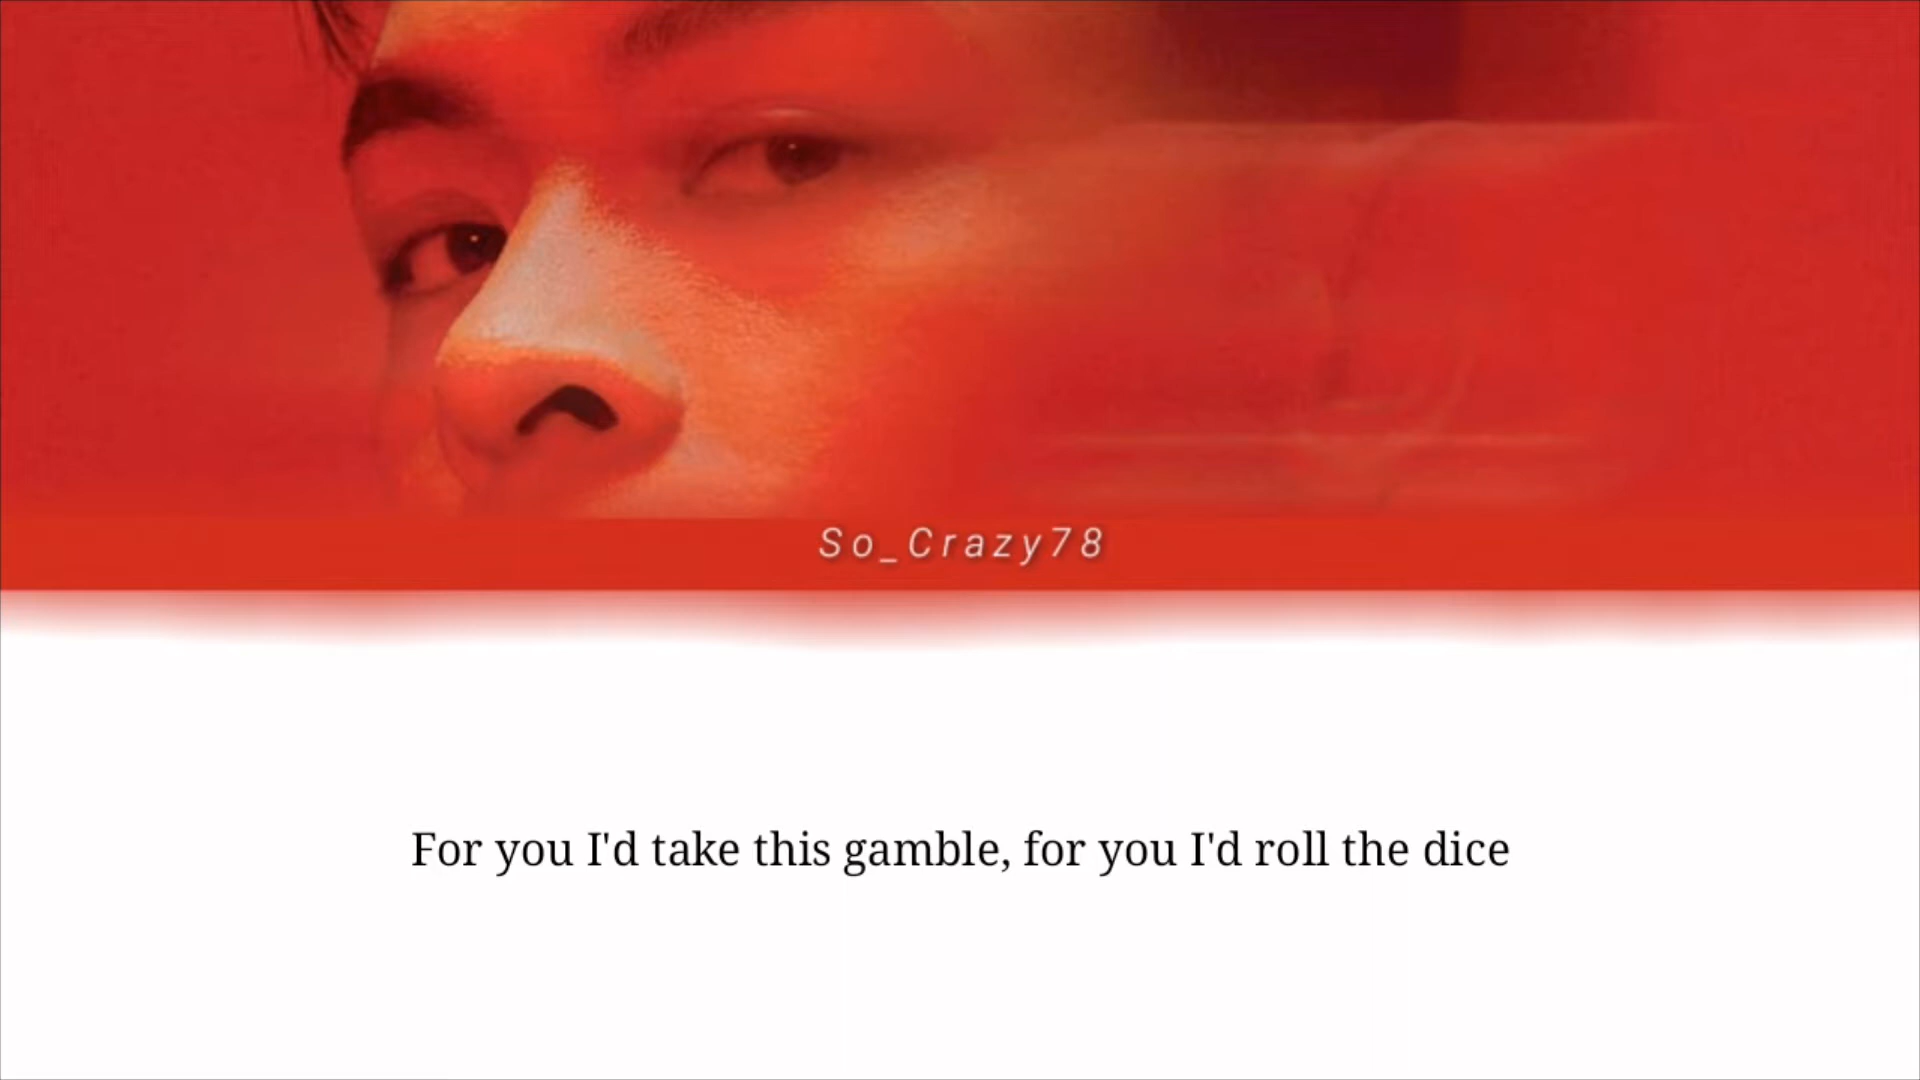 So_Crazy78
For you I'd take this gamble, for you I'd roll the dice